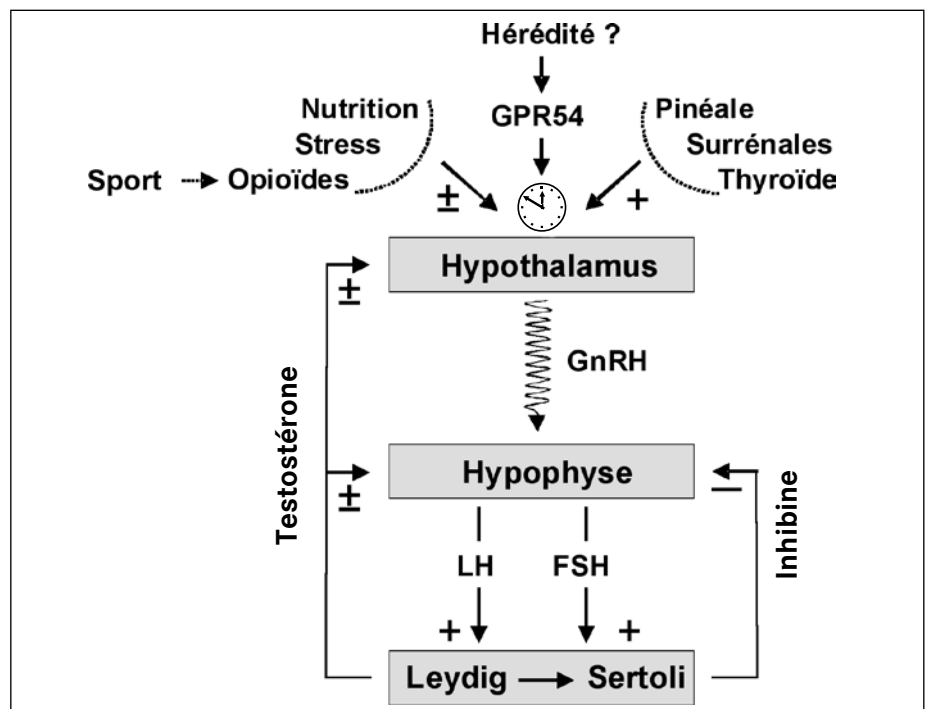 Hérédité ?
Nutrition
GPR54
Pinéale
Stress
Surrénales
Sport
Opioïdes
Thyroïde
±
+
Hypothalamus
±
GnRH
Testostérone
Hypophyse
±
–
Inhibine
LH
FSH
+
+
Leydig
Sertoli